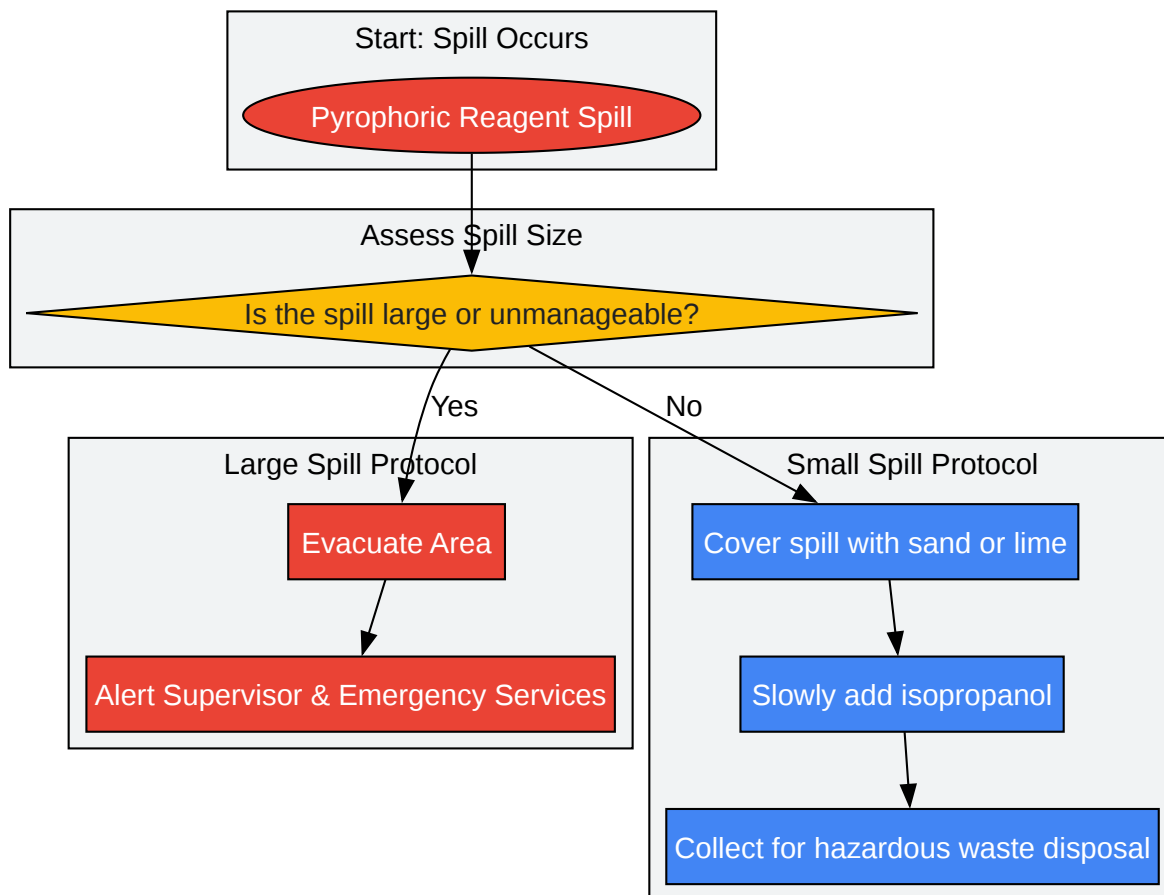 Start: Spill Occurs
Pyrophoric Reagent Spill
Assess Spill Size
Is the spill large or unmanageable?
Yes
No
Large Spill Protocol
Evacuate Area
Alert Supervisor & Emergency Services
Small Spill Protocol
Cover spill with sand or lime
Slowly add isopropanol
Collect for hazardous waste disposal